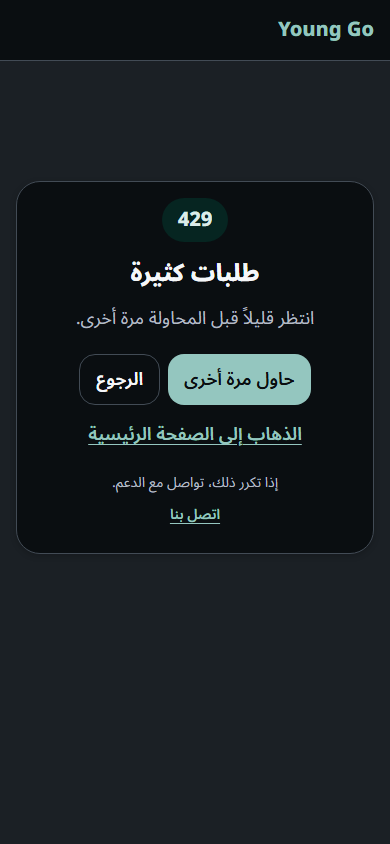 Young Go
429
طلبات كثيرة
انتظر قليلاً قبل المحاولة مرة أخرى.
حاول مرة أخرى
الرجوع
الذهاب إلى الصفحة الرئيسية
إذا تكرر ذلك، تواصل مع الدعم.
اتصل بنا